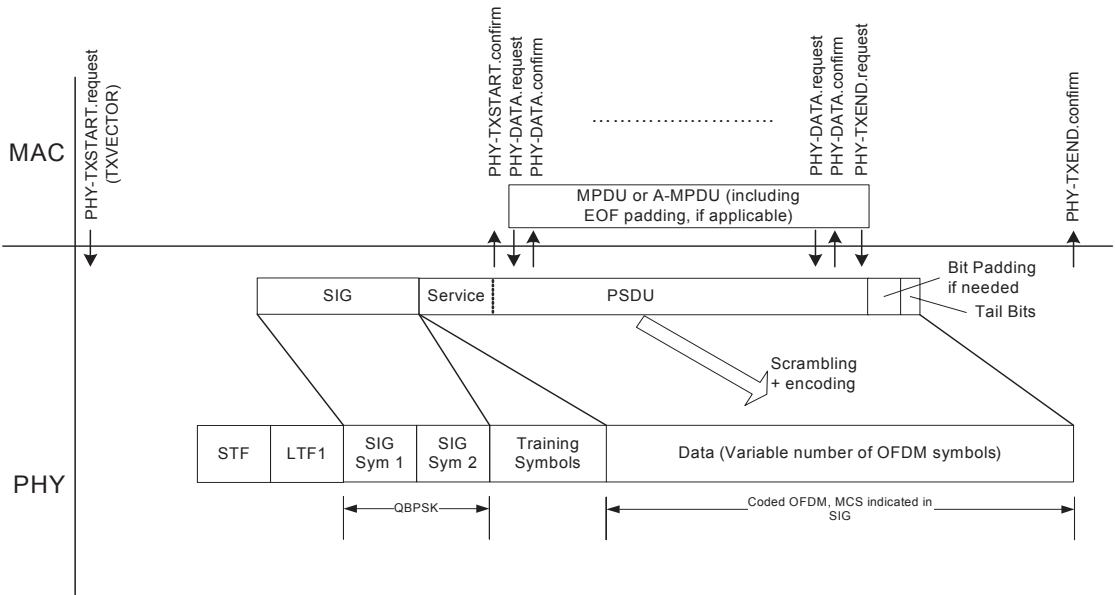 PHY-TXSTART.request
(TXVECTOR)
PHY-TXSTART.confirm
PHY-DATA.request
PHY-DATA.confirm
………………..…………
PHY-DATA.request
PHY-DATA.confirm
PHY-TXEND.request
PHY-TXEND.confirm
MAC
MPDU or A-MPDU (including
EOF padding, if applicable)
SIG
Service
PSDU
Bit Padding
if needed
Tail Bits
Scrambling
+ encoding
STF
LTF1
SIG
Sym 1
SIG
Sym 2
Training
Symbols
Data (Variable number of OFDM symbols)
PHY
QBPSK
Coded OFDM, MCS indicated in
SIG